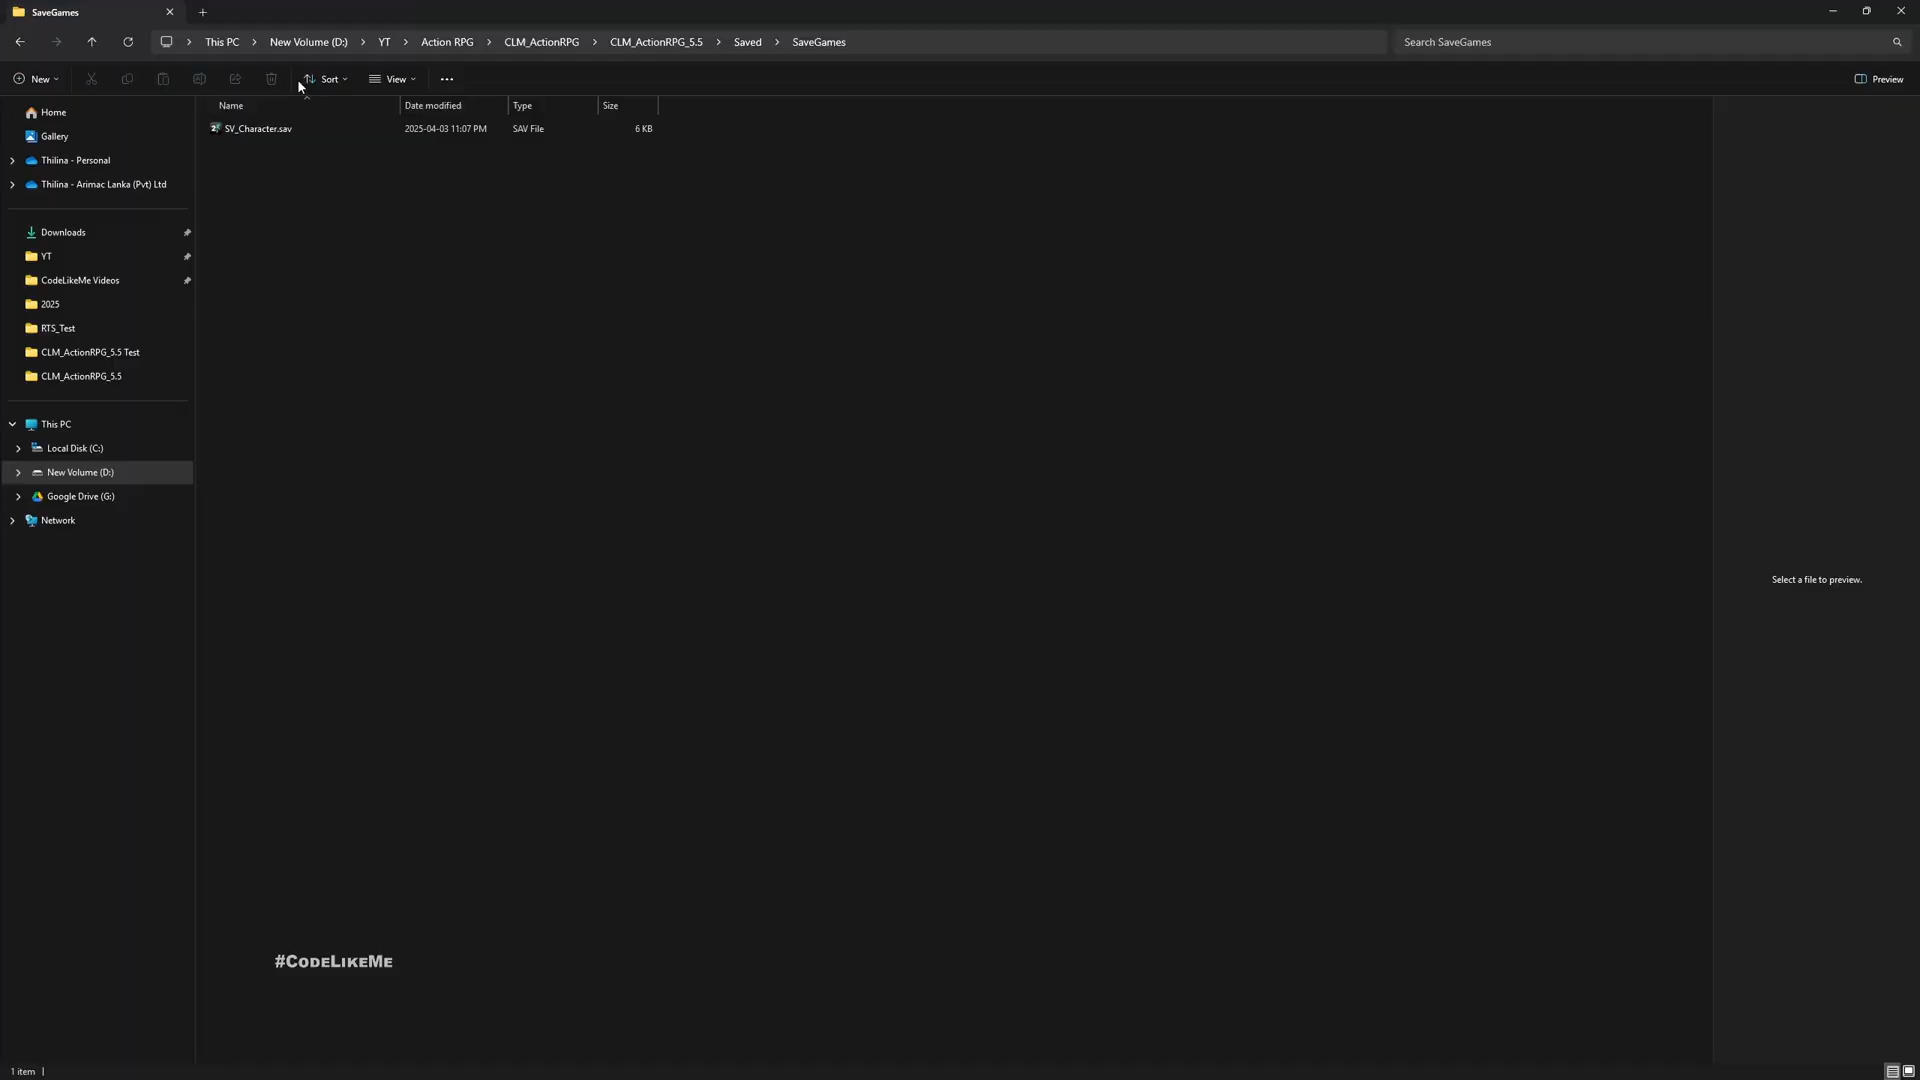 SaveGames
This PC > New Volume (D:) > YT > Action RPG > CLM_ActionRPG > CLM_ActionRPG_5.5 > Saved > SaveGames
Search SaveGames
New
Sort
View
Preview
Name
Date modified
Type
Size
SV_Character.sav
2025-04-03 11:07 PM
SAV File
6 KB
Home
Gallery
Thilina - Personal
Thilina - Arimac Lanka (Pvt) Ltd
Downloads
YT
CodeLikeMe Videos
2025
RTS_Test
CLM_ActionRPG_5.5 Test
CLM_ActionRPG_5.5
This PC
Local Disk (C:)
New Volume (D:)
Google Drive (G:)
Network
Select a file to preview.
#CodeLikeMe
1 item